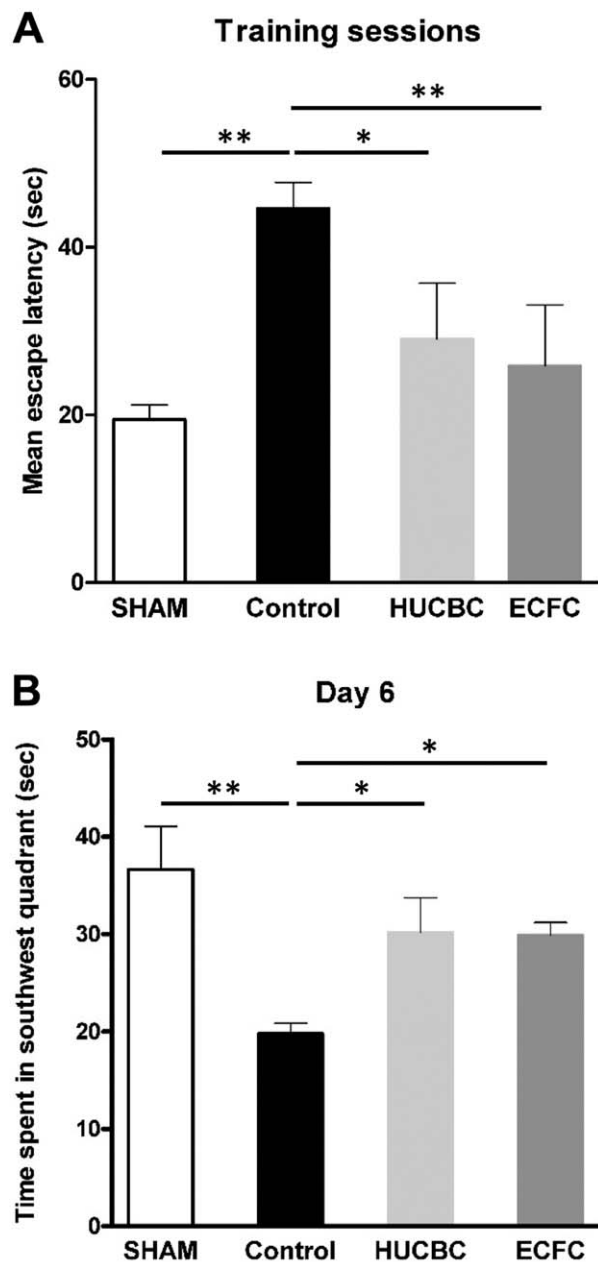 A
Training sessions
Mean escape latency (sec)
60
40
20
0
**
**
*
SHAM Control HUCBC ECFC
B
Day 6
Time spent in southwest quadrant (sec)
50
40
30
20
10
0
*
**
*
SHAM Control HUCBC ECFC